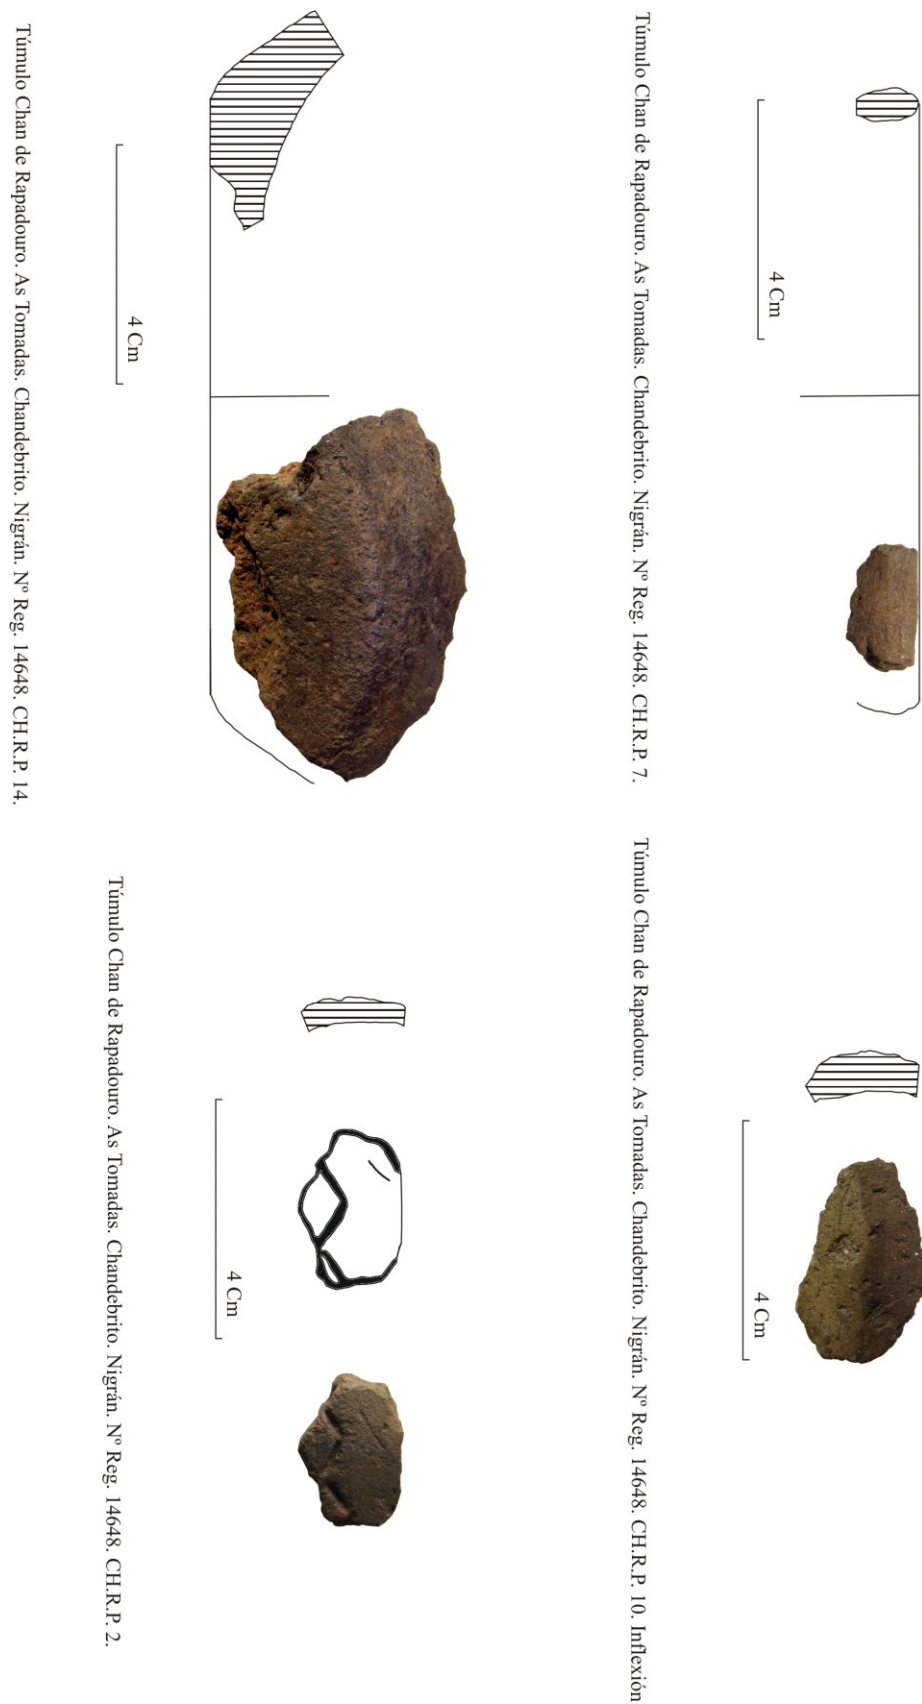 4 Cm
Túmulo Chan de Rapadouro. As Tomadas. Chandebrito. Nigrán. Nº Reg. 14648. CH.R.P. 7.
4 Cm
Túmulo Chan de Rapadouro. As Tomadas. Chandebrito. Nigrán. Nº Reg. 14648. CH.R.P. 10. Inflexión
4 Cm
Túmulo Chan de Rapadouro. As Tomadas. Chandebrito. Nigrán. Nº Reg. 14648. CH.R.P. 14.
4 Cm
Túmulo Chan de Rapadouro. As Tomadas. Chandebrito. Nigrán. Nº Reg. 14648. CH.R.P. 2.